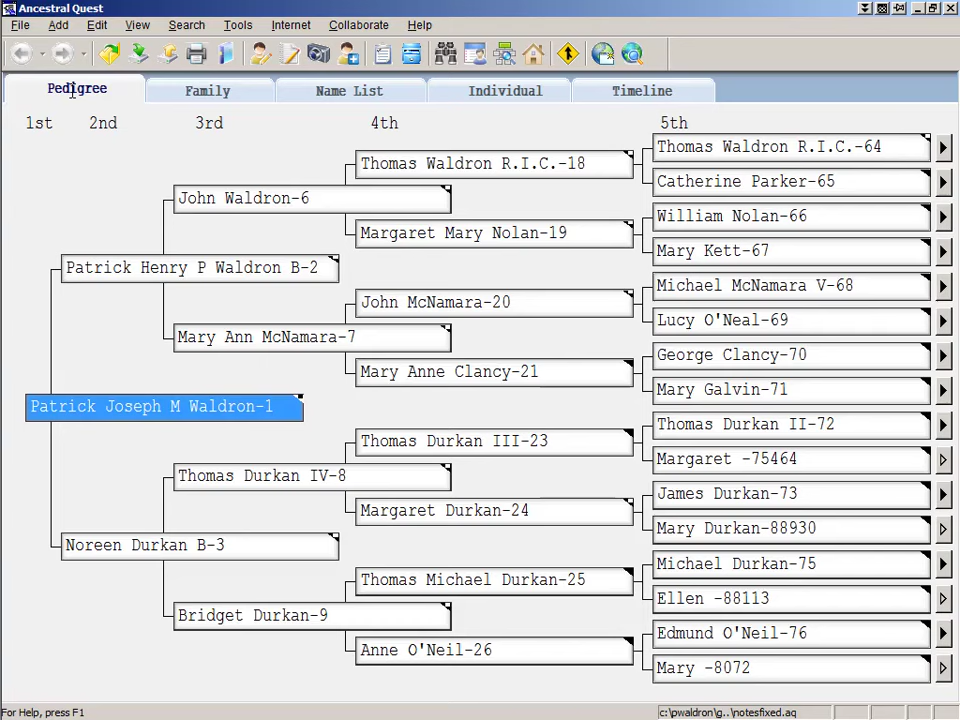 Ancestral Quest
File Add Edit View Search Tools Internet Collaborate Help
Pedigree Family Name List Individual Timeline
1st 2nd 3rd 4th 5th
Thomas Waldron R.I.C.-64
Thomas Waldron R.I.C.-18
Catherine Parker-65
John Waldron-6
William Nolan-66
Margaret Mary Nolan-19
Mary Kett-67
Patrick Henry P Waldron B-2
Michael McNamara V-68
John McNamara-20
Lucy O'Neal-69
Mary Ann McNamara-7
George Clancy-70
Mary Anne Clancy-21
Mary Galvin-71
Patrick Joseph M Waldron-1
Thomas Durkan II-72
Thomas Durkan III-23
Margaret -75464
Thomas Durkan IV-8
James Durkan-73
Margaret Durkan-24
Mary Durkan-88930
Noreen Durkan B-3
Michael Durkan-75
Thomas Michael Durkan-25
Ellen -88113
Bridget Durkan-9
Edmund O'Neil-76
Anne O'Neil-26
Mary -8072
For Help, press F1 c:\pwaldron\g..\notesfixed.aq